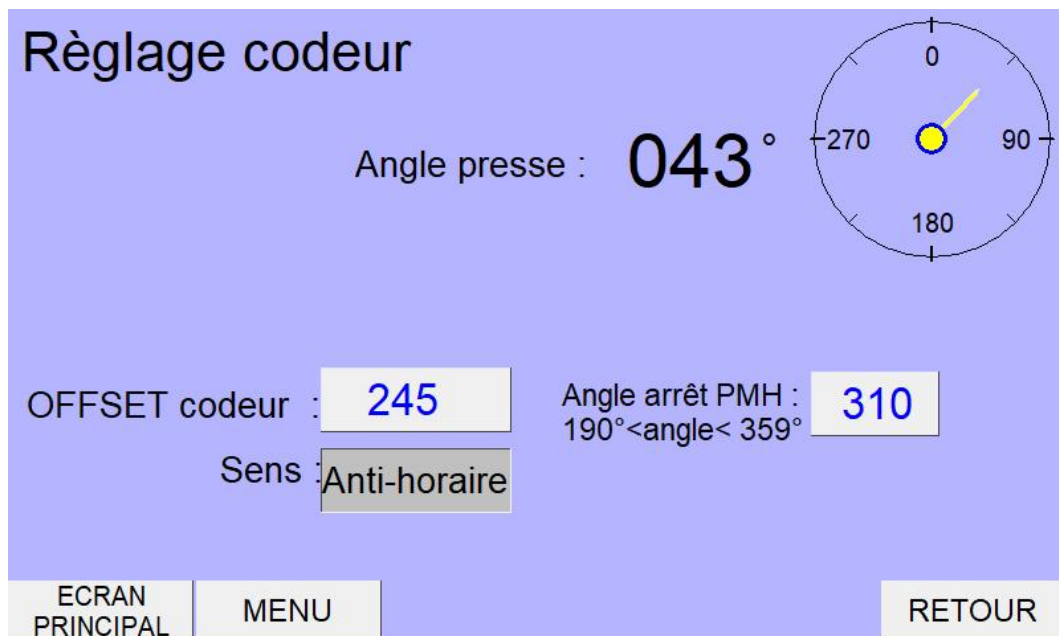 Règlage codeur
0
90
180
270
Angle presse : 043°
OFFSET codeur : 245
Angle arrêt PMH :
190°<angle< 359°
310
Sens : Anti-horaire
ECRAN
PRINCIPAL
MENU
RETOUR